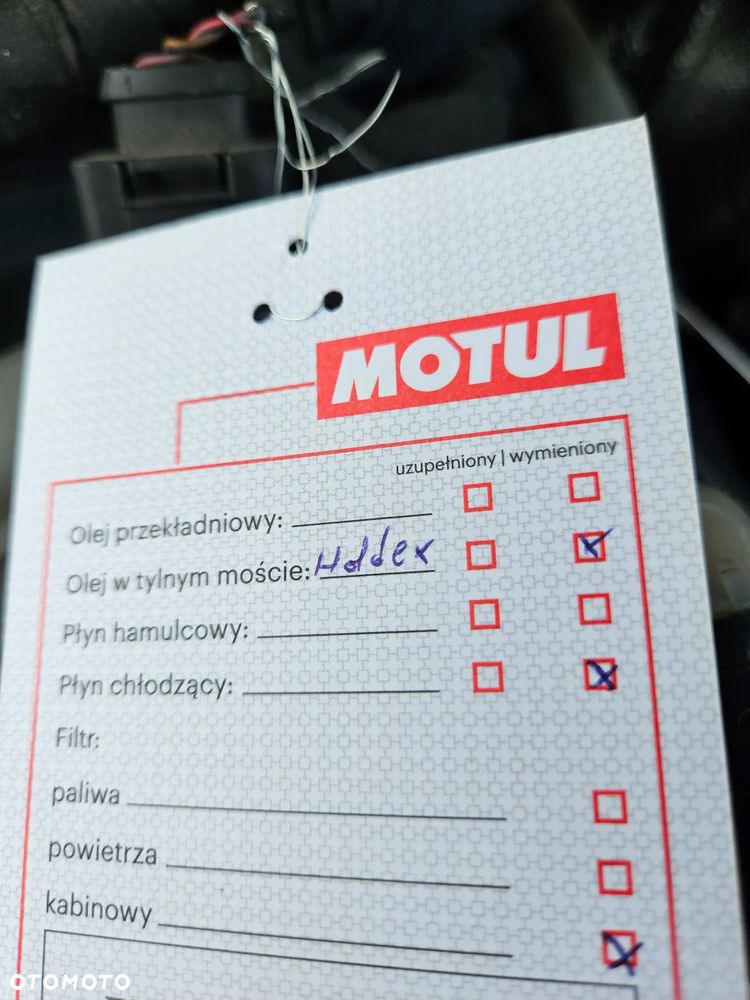 MOTUL
uzupełniony | wymieniony
Olej przekładniowy:
Olej w tylnym moście: Haldex
Płyn hamulcowy:
Płyn chłodzący:
Filtr:
paliwa
powietrza
kabinowy
OTOMOTO